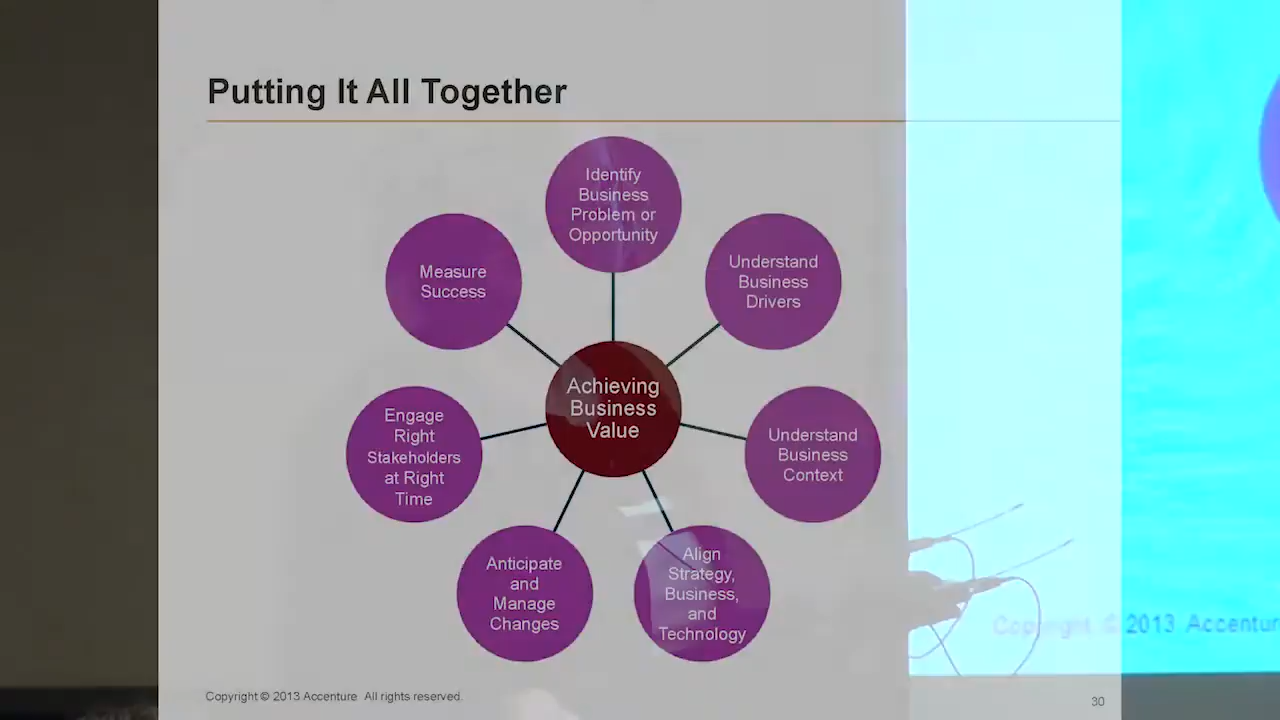 Putting It All Together
Identify
Business
Problem or
Opportunity
Understand
Business
Drivers
Understand
Business
Context
Align
Strategy,
Business,
and
Technology
Anticipate
and
Manage
Changes
Engage
Right
Stakeholders
at Right
Time
Measure
Success
Achieving
Business
Value
Copyright © 2013 Accenture All rights reserved.
30
Copyright © 2013 Accentur